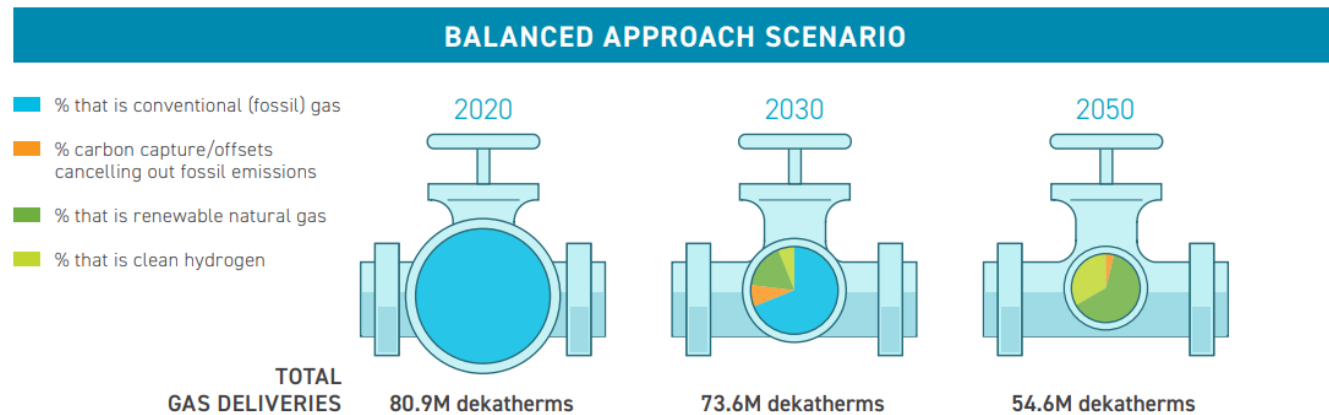 BALANCED APPROACH SCENARIO
% that is conventional (fossil) gas
% carbon capture/offsets
cancelling out fossil emissions
% that is renewable natural gas
% that is clean hydrogen
2020
2030
2050
TOTAL
GAS DELIVERIES
80.9M dekatherms
73.6M dekatherms
54.6M dekatherms